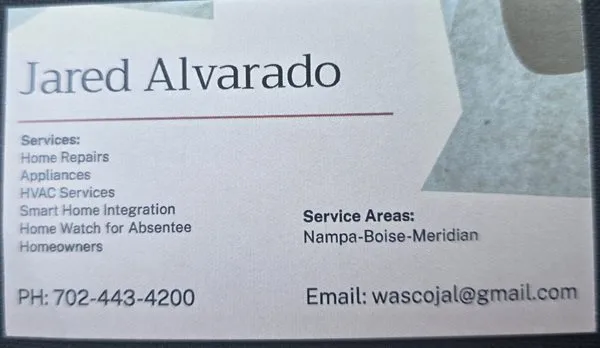 Jared Alvarado
Services:
Home Repairs
Appliances
HVAC Services
Smart Home Integration
Home Watch for Absentee
Homeowners
Service Areas:
Nampa-Boise-Meridian
PH: 702-443-4200
Email: wascojal@gmail.com